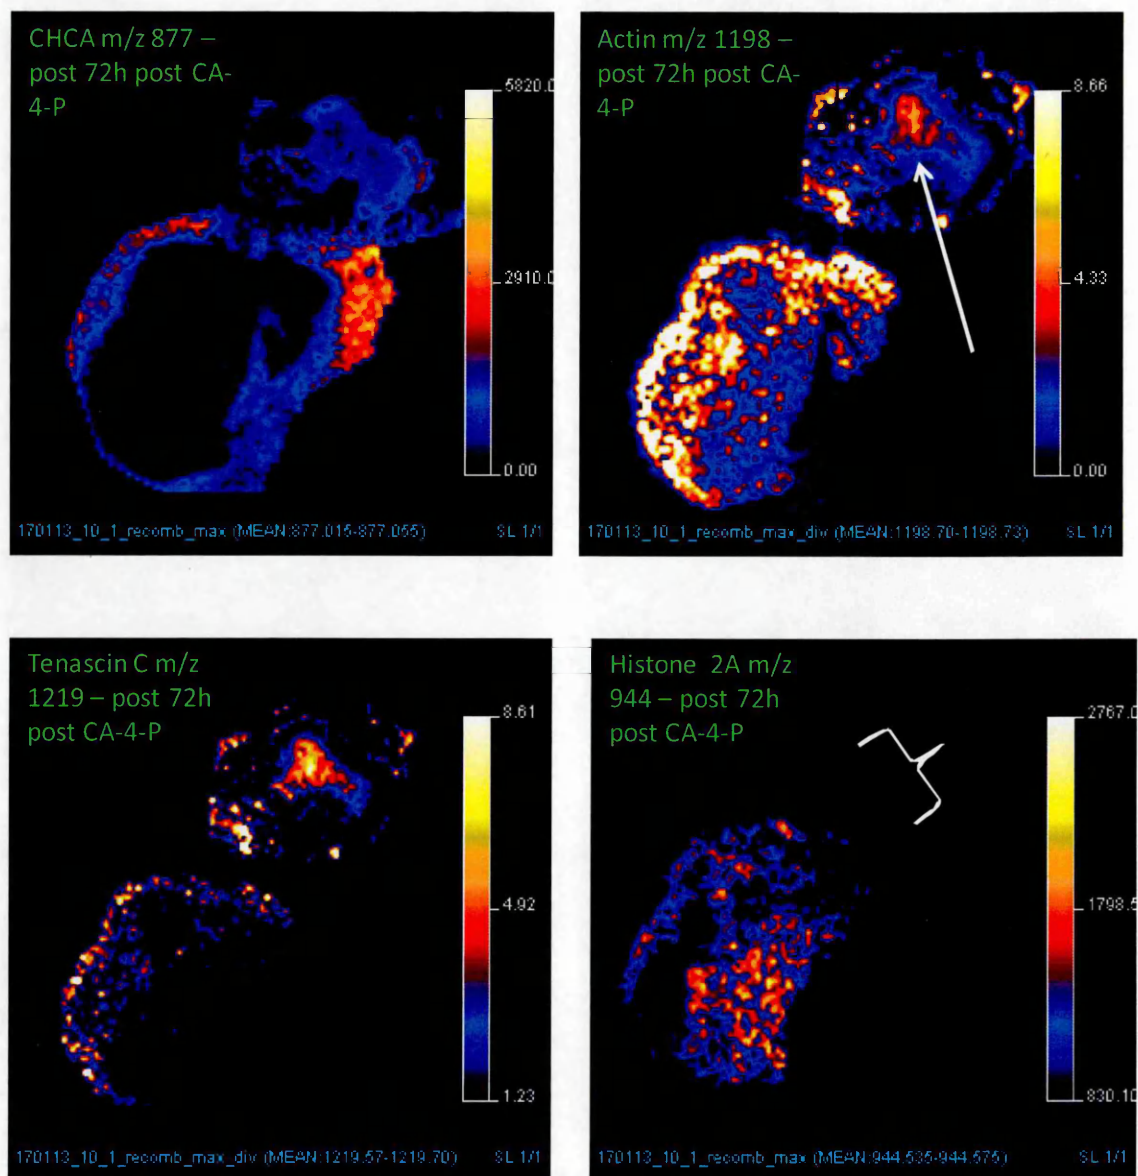 CHCA m/z 877 –
post 72h post CA-
4-P
5820.0
2910.0
0.00
170113_10_1_recomb_max (MEAN:877.015-877.055)
SL 1/1
Actin m/z 1198 –
post 72h post CA-
4-P
8.66
4.33
0.00
170113_10_1_recomb_max_div (MEAN:1198.70-1198.73)
SL 1/1
Tenascin C m/z
1219 – post 72h
post CA-4-P
8.61
4.92
1.23
170113_10_1_recomb_max_div (MEAN:1219.57-1219.70)
SL 1/1
Histone 2A m/z
944 – post 72h
post CA-4-P
2767.0
1798.5
830.10
170113_10_1_recomb_max (MEAN:944.535-944.575)
SL 1/1